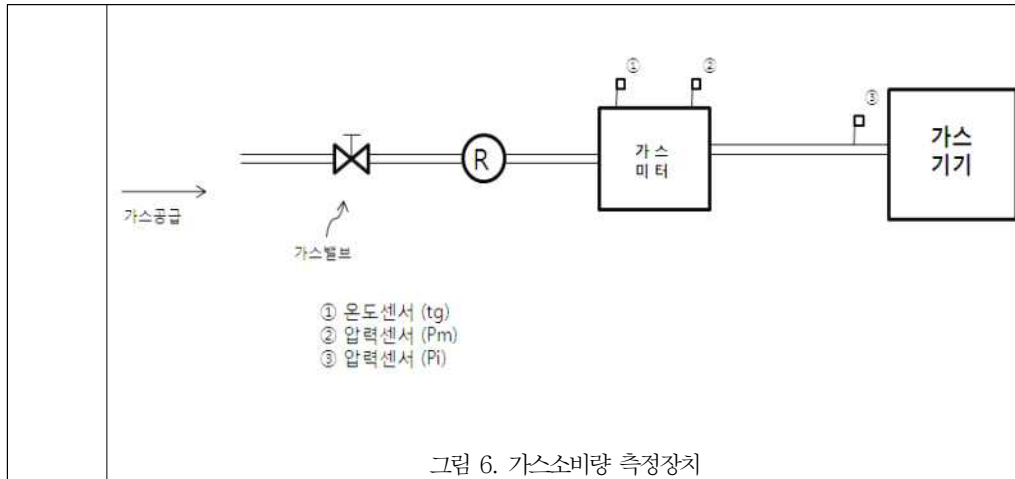 ①
②
③
R
가 스
미 터
가스
기기
가스공급
가스밸브
① 온도센서 (tg)
② 압력센서 (Pm)
③ 압력센서 (Pi)
그림 6. 가스소비량 측정장치